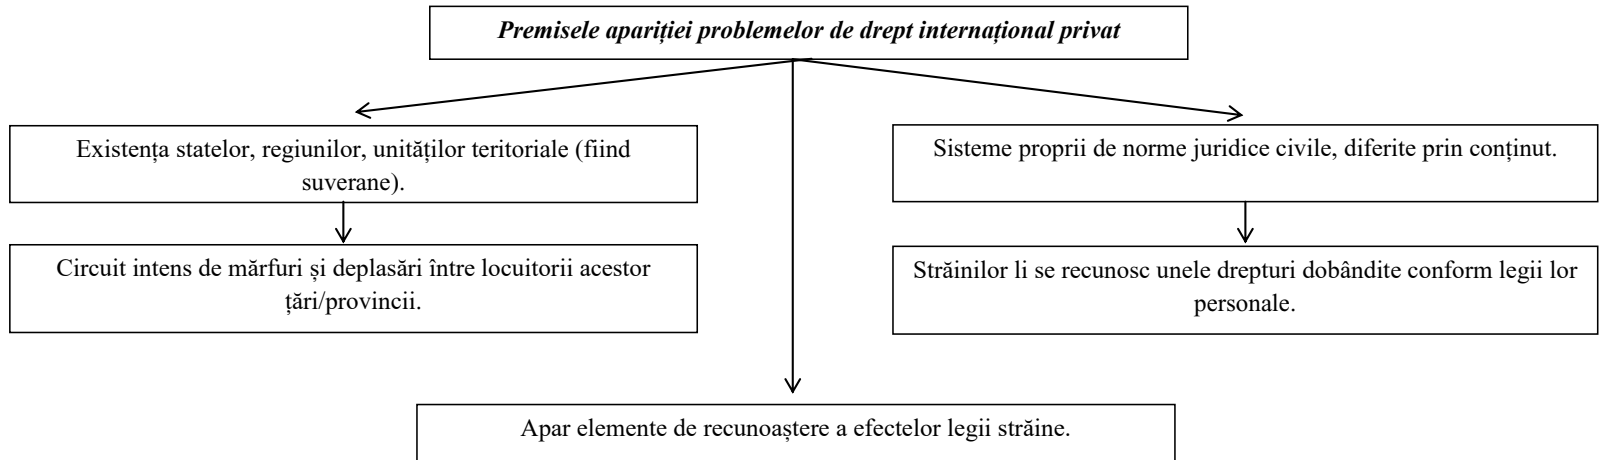 Premisele apariției problemelor de drept internațional privat
Existența statelor, regiunilor, unităților teritoriale (fiind
suverane).
Sisteme proprii de norme juridice civile, diferite prin conținut.
Circuit intens de mărfuri și deplasări între locuitorii acestor
țări/provincii.
Străinilor li se recunosc unele drepturi dobândite conform legii lor
personale.
Apar elemente de recunoaștere a efectelor legii străine.